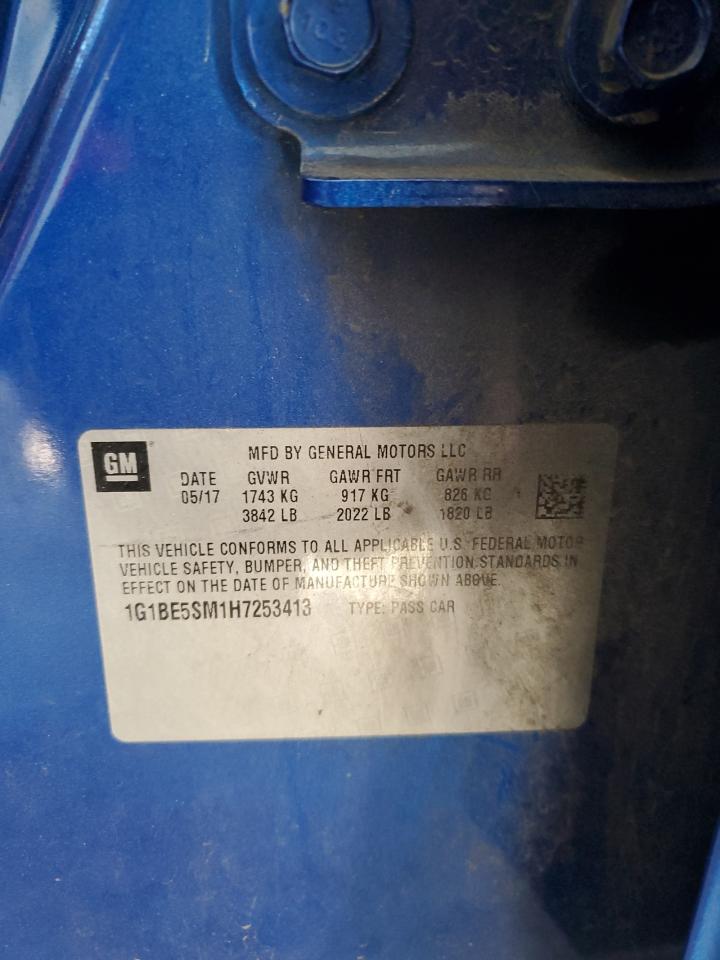 GM
MFD BY GENERAL MOTORS LLC
DATE GVWR GAWR FRT GAWR RR
05/17 1743 KG 917 KG 826 KG
3842 LB 2022 LB 1820 LB
THIS VEHICLE CONFORMS TO ALL APPLICABLE U.S. FEDERAL MOTOR
VEHICLE SAFETY, BUMPER, AND THEFT PREVENTION STANDARDS IN
EFFECT ON THE DATE OF MANUFACTURE SHOWN ABOVE.
1G1BE5SM1H7253413 TYPE: PASS CAR